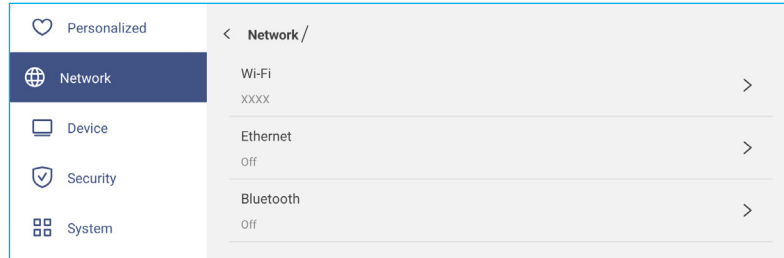 Personalized
Network
Device
Security
System
Network /
Wi-Fi
XXXX
Ethernet
Off
Bluetooth
Off